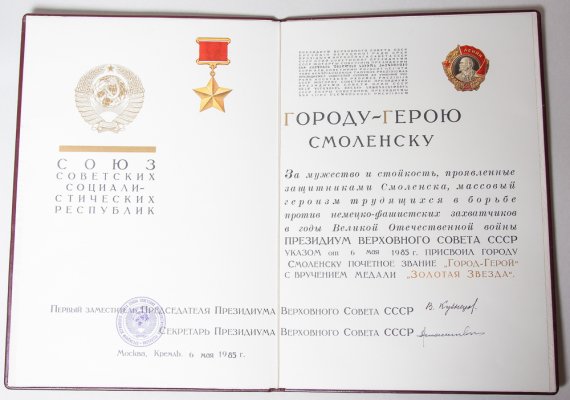 СОЮЗ
СОВЕТСКИХ
СОЦИАЛИ-
СТИЧЕСКИХ
РЕСПУБЛИК
ЛЕНИН
ГОРОДУ-ГЕРОЮ
СМОЛЕНСКУ
За мужество и стойкость, проявленные
защитниками Смоленска, массовый
героизм трудящихся в борьбе
против немецко-фашистских захватчиков
в годы Великой Отечественной войны
ПРЕЗИДИУМ ВЕРХОВНОГО СОВЕТА СССР
УКАЗОМ от 6 мая 1985 г. ПРИСВОИЛ ГОРОДУ
СМОЛЕНСКУ ПОЧЕТНОЕ ЗВАНИЕ „ГОРОД-ГЕРОЙ"
С ВРУЧЕНИЕМ МЕДАЛИ „ЗОЛОТАЯ ЗВЕЗДА".
Первый заместитель Председателя Президиума Верховного Совета СССР В. Кузнецов
Секретарь Президиума Верховного Совета СССР
Москва, Кремль. 6 мая 1985 г.